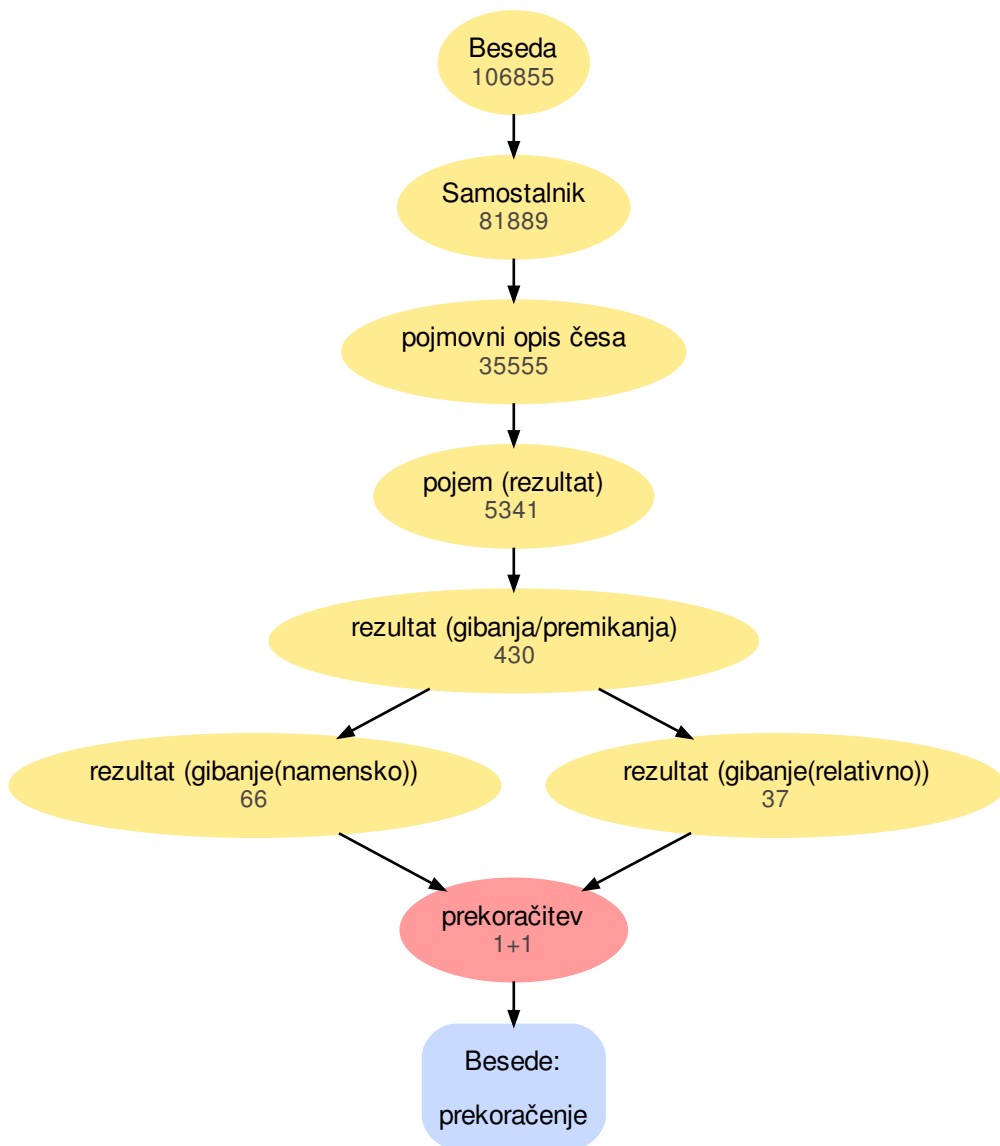 Beseda
106855
Samostalnik
81889
pojmovni opis česa
35555
pojem (rezultat)
5341
rezultat (gibanja/premikanja)
430
rezultat (gibanje(namensko))
66
rezultat (gibanje(relativno))
37
prekoračitev
1+1
Besede:
prekoračenje